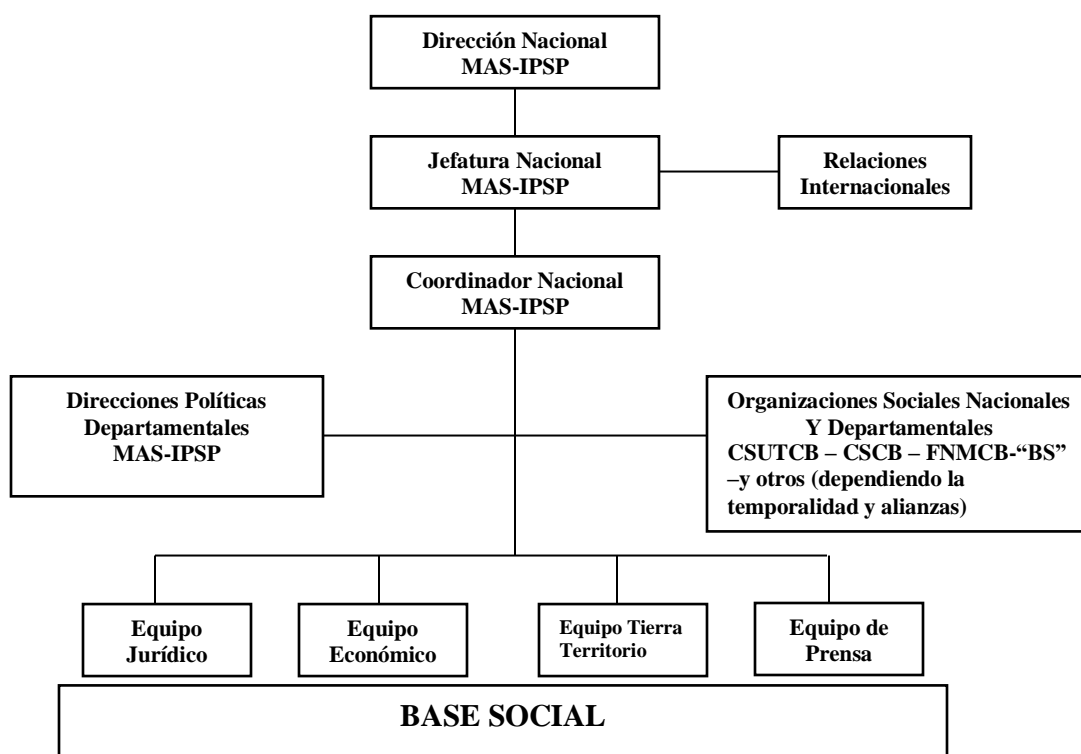 Dirección Nacional
MAS-IPSP
Jefatura Nacional
MAS-IPSP
Relaciones
Internacionales
Coordinador Nacional
MAS-IPSP
Direcciones Políticas
Departamentales
MAS-IPSP
Organizaciones Sociales Nacionales
Y Departamentales
CSUTCB – CSCB – FNMCB-“BS”
–y otros (dependiendo la
temporalidad y alianzas)
Equipo
Jurídico
Equipo
Económico
Equipo Tierra
Territorio
Equipo de
Prensa
BASE SOCIAL